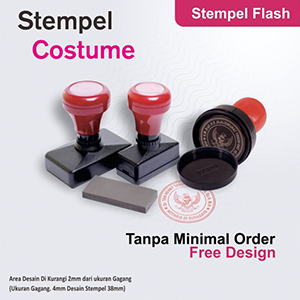 Stempel
Costume
Stempel Flash
Tanpa Minimal Order
Free Design
Area Desain Di Kurangi 2mm dari ukuran Gagang
(Ukuran Gagang. 4mm Desain Stempel 38mm)